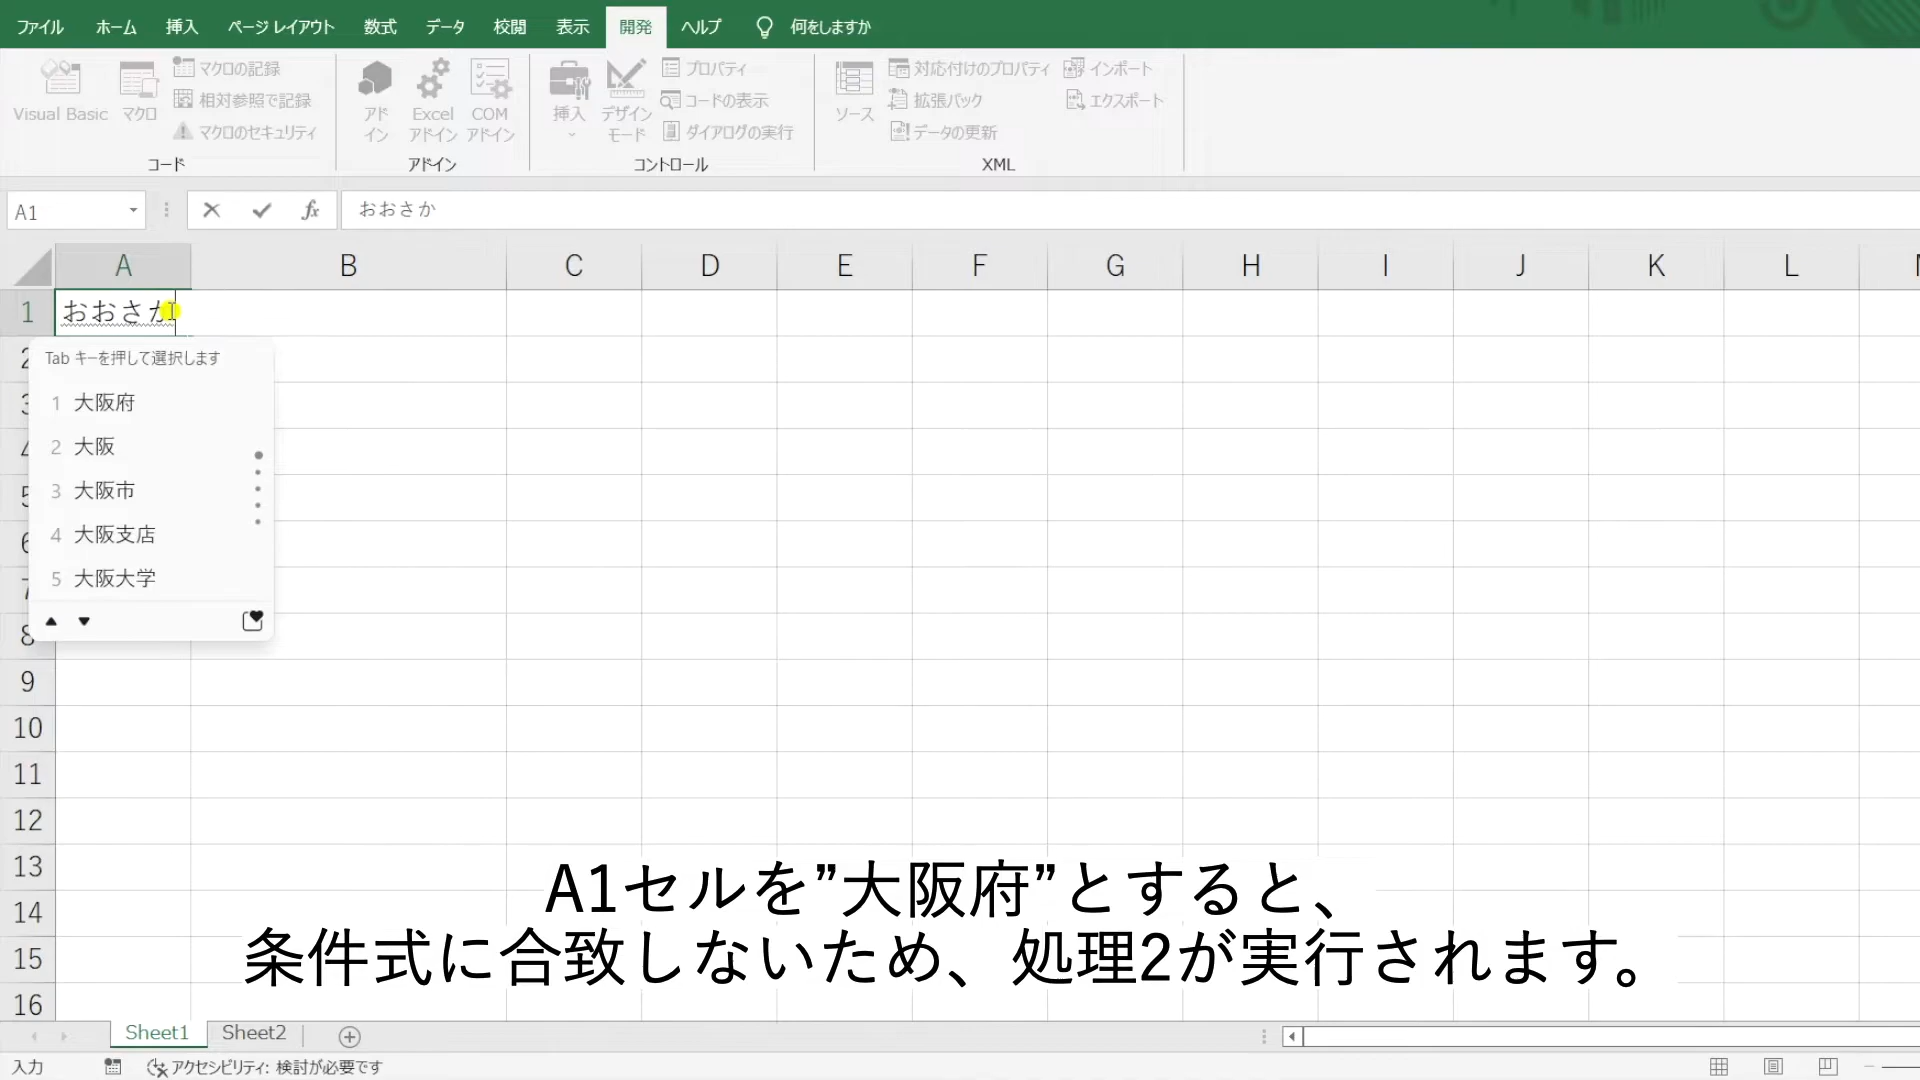 ファイル ホーム 挿入 ページ レイアウト 数式 データ 校閲 表示 開発 ヘルプ 何をしますか
Visual Basic
マクロ
マクロの記録
相対参照で記録
マクロのセキュリティ
コード
アド
イン
Excel
アドイン
COM
アドイン
アドイン
挿入
デザイン
モード
プロパティ
コードの表示
ダイアログの実行
コントロール
ソース
対応付けのプロパティ
拡張パック
データの更新
インポート
エクスポート
XML
A1 fx おおさか
A B C D E F G H I J K L
1 おおさか
Tab キーを押して選択します
1 大阪府
2 大阪
3 大阪市
4 大阪支店
5 大阪大学
8
9
10
11
12
13
14
15
16
A1セルを”大阪府”とすると、
条件式に合致しないため、処理2が実行されます。
Sheet1 Sheet2
入力 アクセシビリティ: 検討が必要です